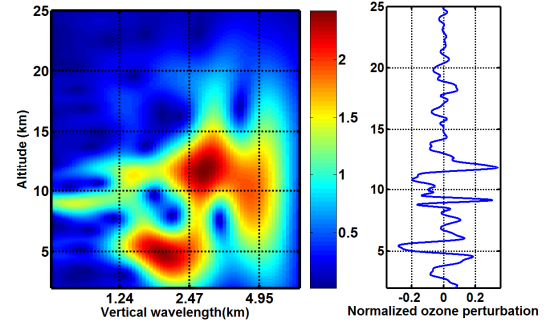 25
20
15
10
5
Altitude (km)
1.24 2.47 4.95
Vertical wavelength(km)
2
1.5
1
0.5
25
20
15
10
5
-0.2 0 0.2
Normalized ozone perturbation